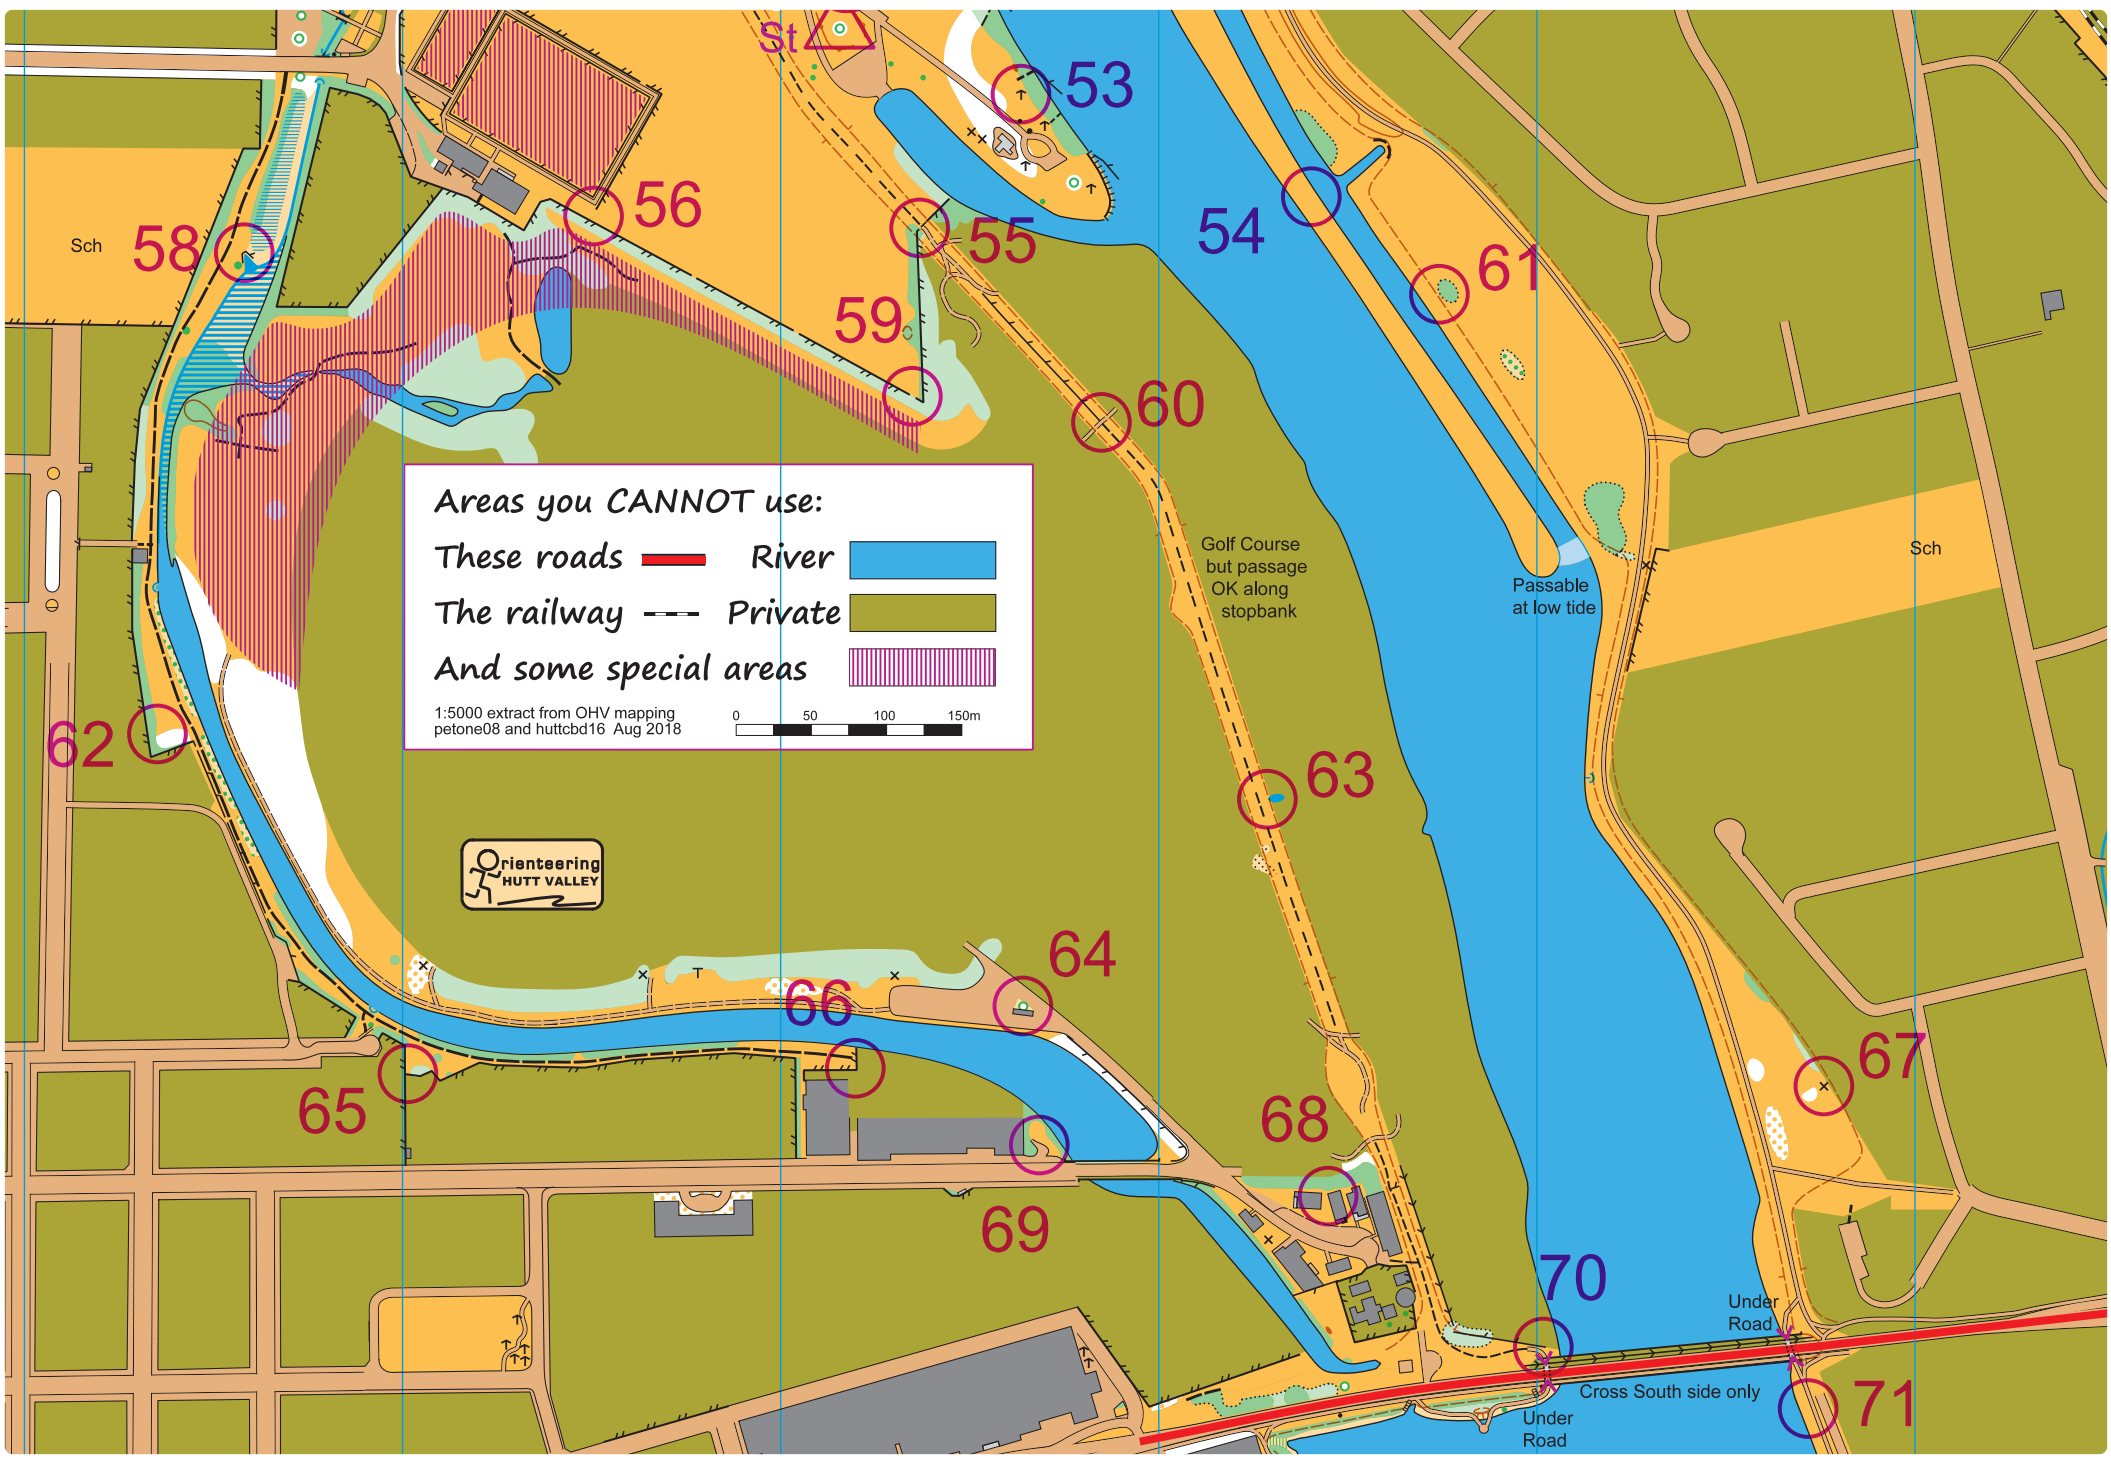 St
53
56
58
Sch
55
54
61
59
60
Areas you CANNOT use:
These roads River
The railway Private
And some special areas
1:5000 extract from OHV mapping
petone08 and huttcbd16 Aug 2018
0 50 100 150m
Golf Course
but passage
OK along
stopbank
Passable
at low tide
Sch
62
63
Orienteering
HUTT VALLEY
64
66
65
67
68
69
70
Under
Road
Cross South side only
71
Under
Road